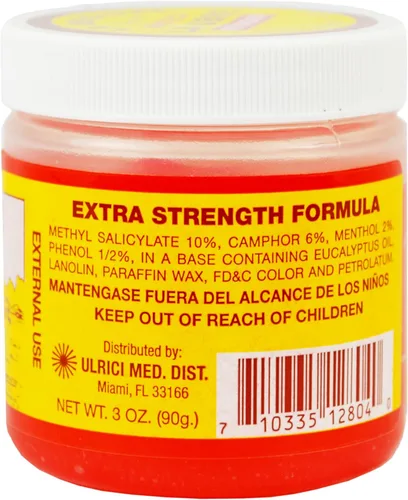 EXTRA STRENGTH FORMULA
METHYL SALICYLATE 10%, CAMPHOR 6%, MENTHOL 2%,
PHENOL 1/2%, IN A BASE CONTAINING EUCALYPTUS OIL,
LANOLIN, PARAFFIN WAX, FD&C COLOR AND PETROLATUM.
MANTENGASE FUERA DEL ALCANCE DE LOS NIÑOS
KEEP OUT OF REACH OF CHILDREN
EXTERNAL USE
Distributed by:
ULRICI MED. DIST.
Miami, FL 33166
NET WT. 3 OZ. (90g.)
7 10335 12804 0